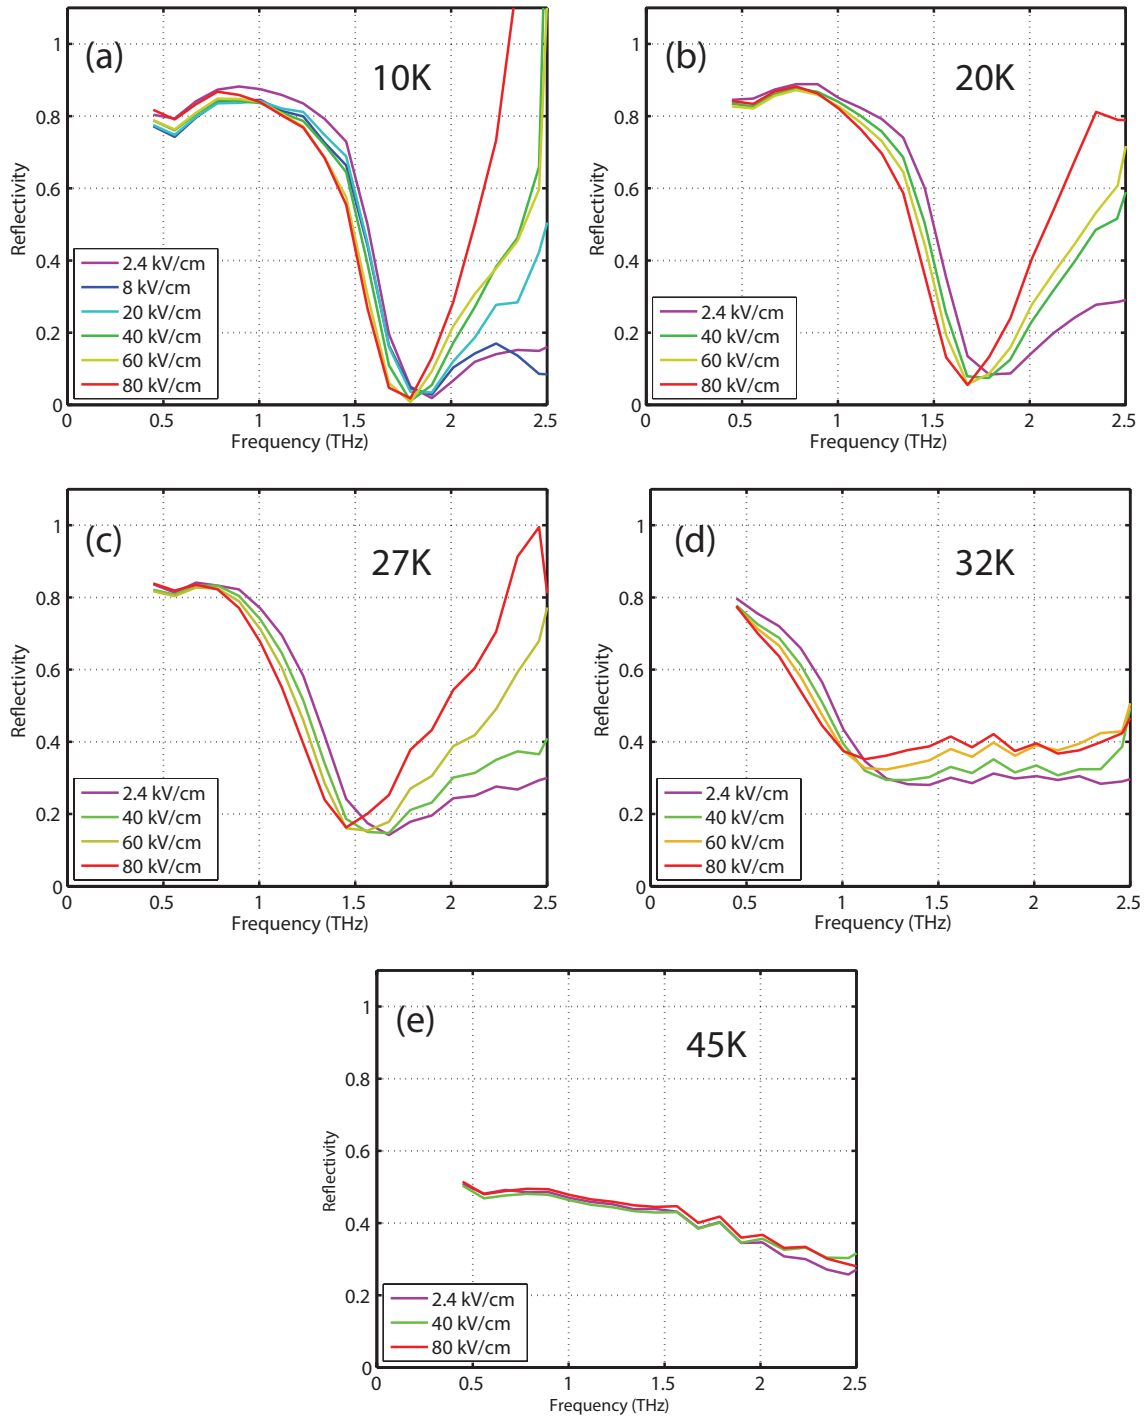 (a)
10K
Reflectivity
1
0.8
0.6
0.4
0.2
0
2.4 kV/cm
8 kV/cm
20 kV/cm
40 kV/cm
60 kV/cm
80 kV/cm
0 0.5 1 1.5 2 2.5
Frequency (THz)
(b)
20K
Reflectivity
1
0.8
0.6
0.4
0.2
0
2.4 kV/cm
40 kV/cm
60 kV/cm
80 kV/cm
0 0.5 1 1.5 2 2.5
Frequency (THz)
(c)
27K
Reflectivity
1
0.8
0.6
0.4
0.2
0
2.4 kV/cm
40 kV/cm
60 kV/cm
80 kV/cm
0 0.5 1 1.5 2 2.5
Frequency (THz)
(d)
32K
Reflectivity
1
0.8
0.6
0.4
0.2
0
2.4 kV/cm
40 kV/cm
60 kV/cm
80 kV/cm
0 0.5 1 1.5 2 2.5
Frequency (THz)
(e)
45K
Reflectivity
1
0.8
0.6
0.4
0.2
0
2.4 kV/cm
40 kV/cm
80 kV/cm
0 0.5 1 1.5 2 2.5
Frequency (THz)